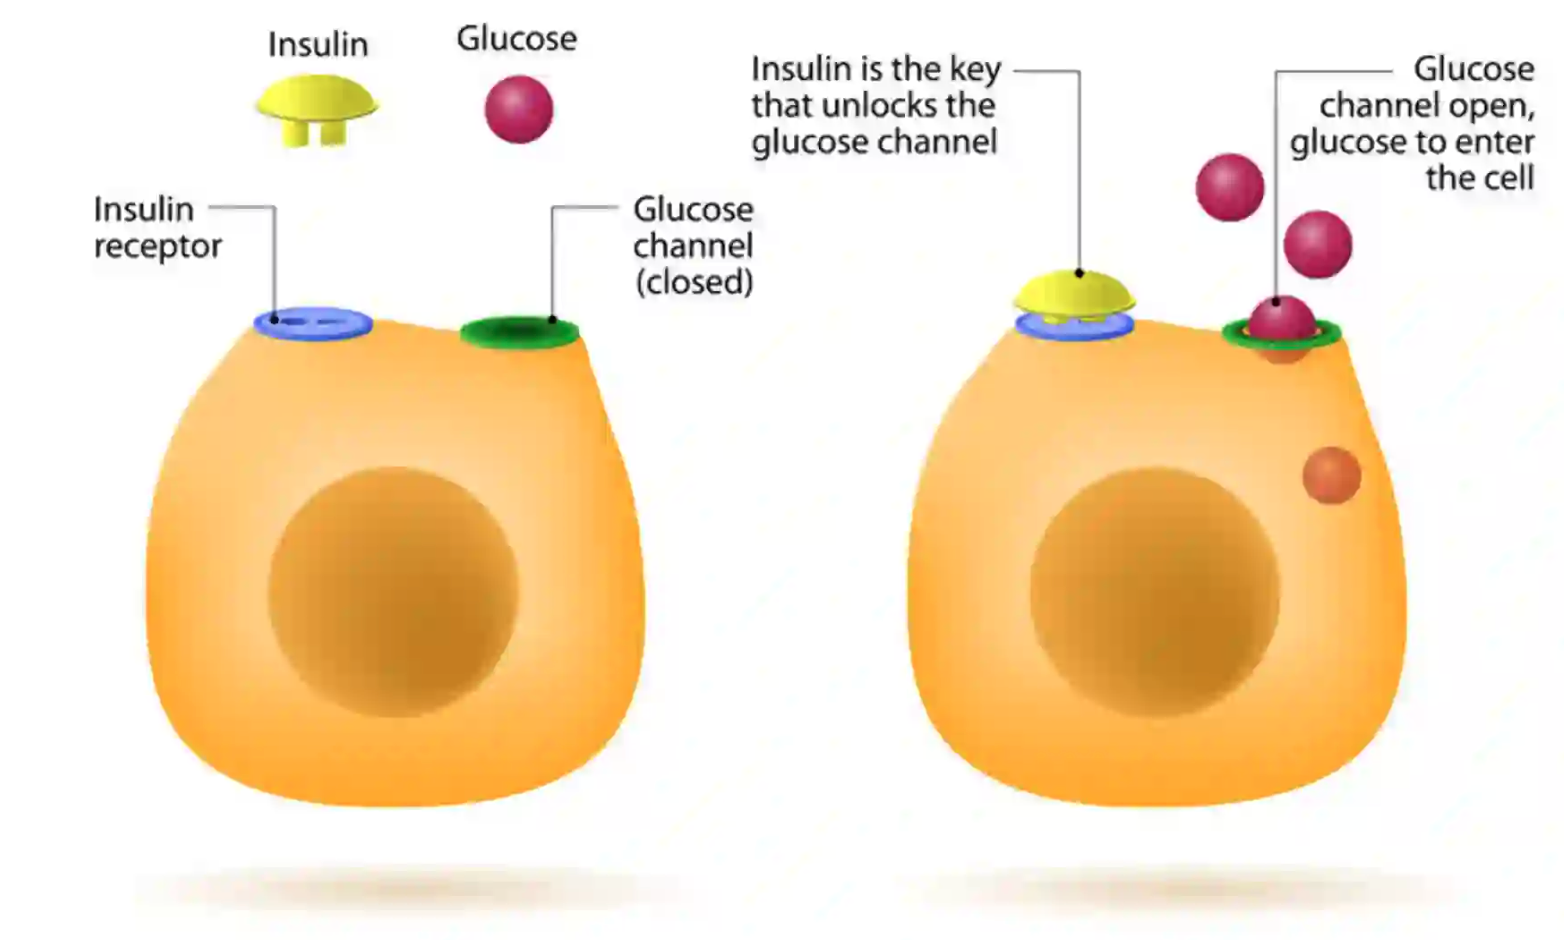 Insulin
Glucose
Insulin
receptor
Glucose
channel
(closed)
Insulin is the key
that unlocks the
glucose channel
Glucose
channel open,
glucose to enter
the cell